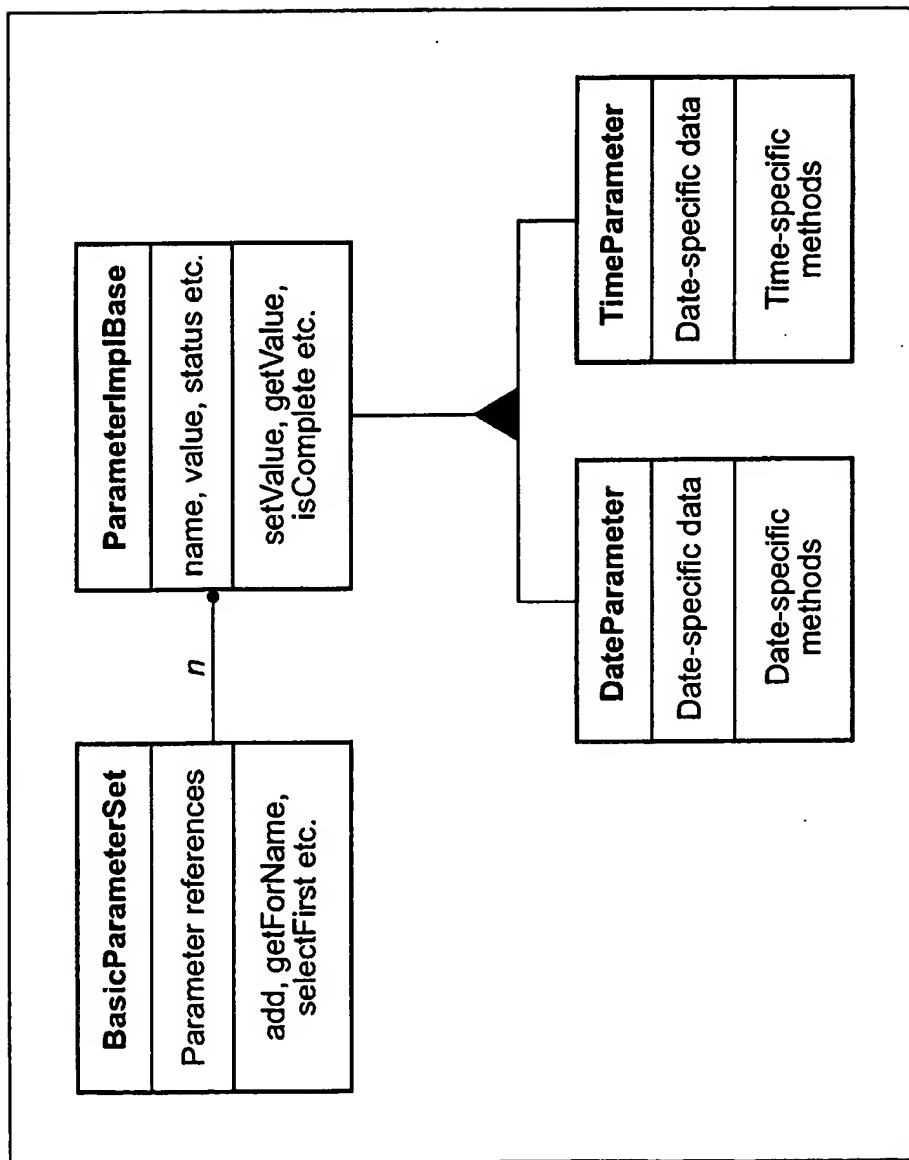 BasicParameterSet
Parameter references
add, getForName,
selectFirst etc.
n
ParameterImplBase
name, value, status etc.
setValue, getValue,
isComplete etc.
DateParameter
Date-specific data
Date-specific
methods
TimeParameter
Date-specific data
Time-specific
methods